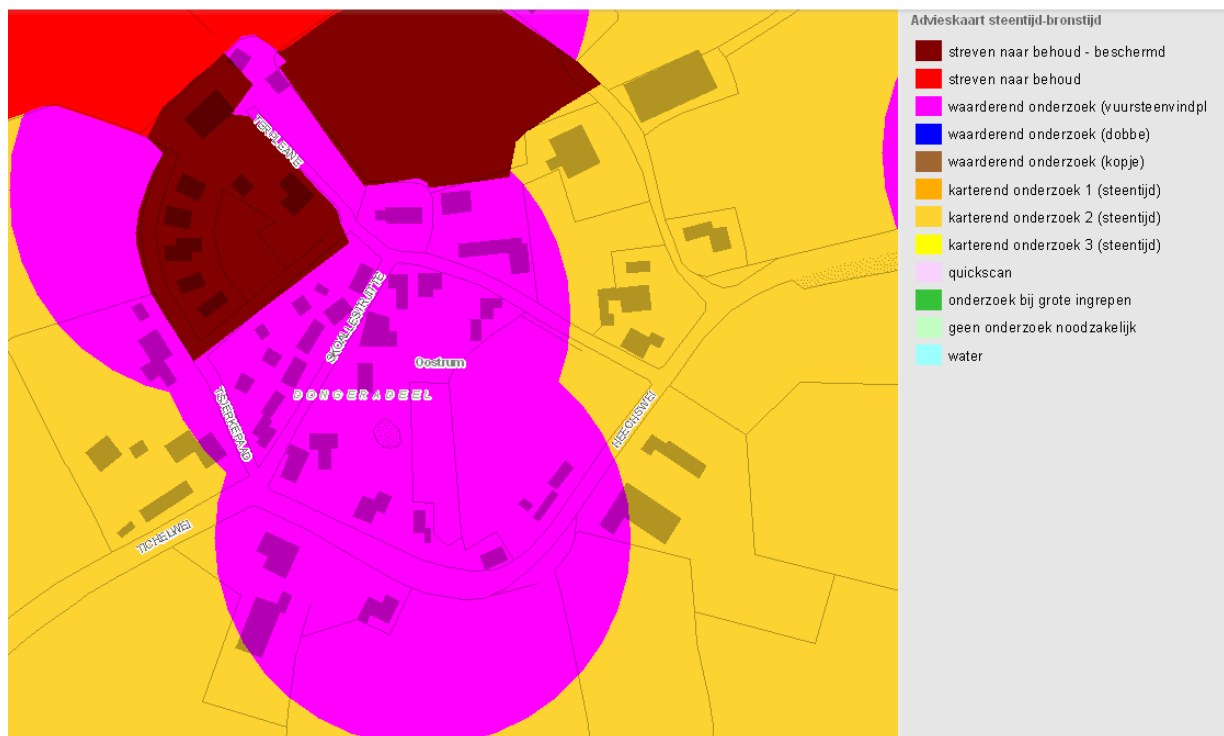 Advieskaart steentijd-bronstijd
streven naar behoud - beschermd
streven naar behoud
waarderend onderzoek (vuursteenvindpl
waarderend onderzoek (dobbe)
waarderend onderzoek (kopje)
karterend onderzoek 1 (steentijd)
karterend onderzoek 2 (steentijd)
karterend onderzoek 3 (steentijd)
quickscan
onderzoek bij grote ingrepen
geen onderzoek noodzakelijk
water
TERPLEANE
SKOALLESTRJITTE
Oostrum
DONGERADEEL
TSJERKEPAAD
HEECHSWEI
TICHELWEI